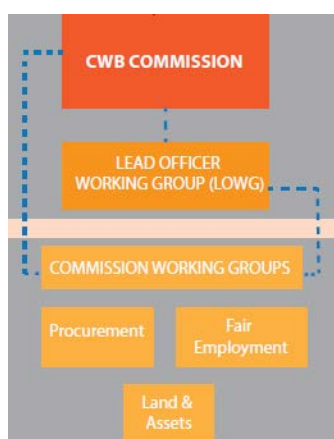 CWB COMMISSION
LEAD OFFICER
WORKING GROUP (LOWG)
COMMISSION WORKING GROUPS
Procurement
Fair
Employment
Land &
Assets